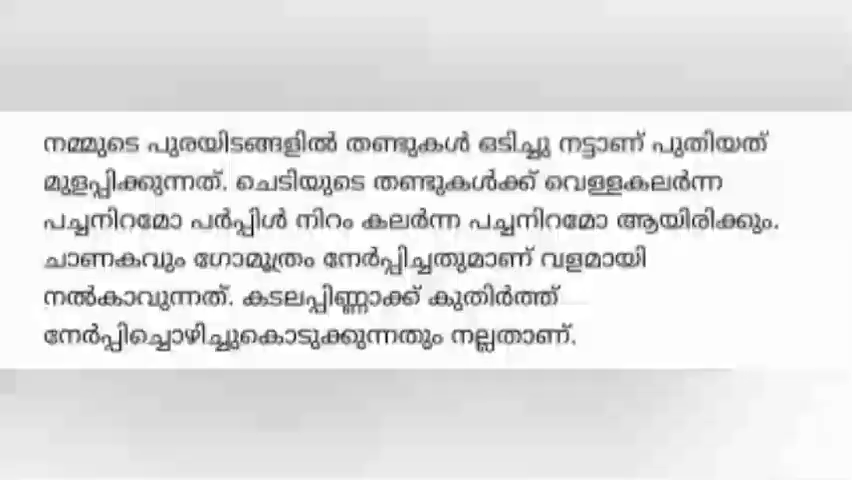 നമ്മുടെ പുരയിടങ്ങളിൽ തണ്ടുകൾ ഒടിച്ചു നട്ടാണ് പുതിയത്
മുളപ്പിക്കുന്നത്. ചെടിയുടെ തണ്ടുകൾക്ക് വെള്ളകലർന്ന
പച്ചനിറമോ പർപ്പിൾ നിറം കലർന്ന പച്ചനിറമോ ആയിരിക്കും.
ചാണകവും ഗോമൂത്രം നേർപ്പിച്ചതുമാണ് വളമായി
നൽകാവുന്നത്. കടലപ്പിണ്ണാക്ക് കുതിർത്ത്
നേർപ്പിച്ചൊഴിച്ചുകൊടുക്കുന്നതും നല്ലതാണ്.